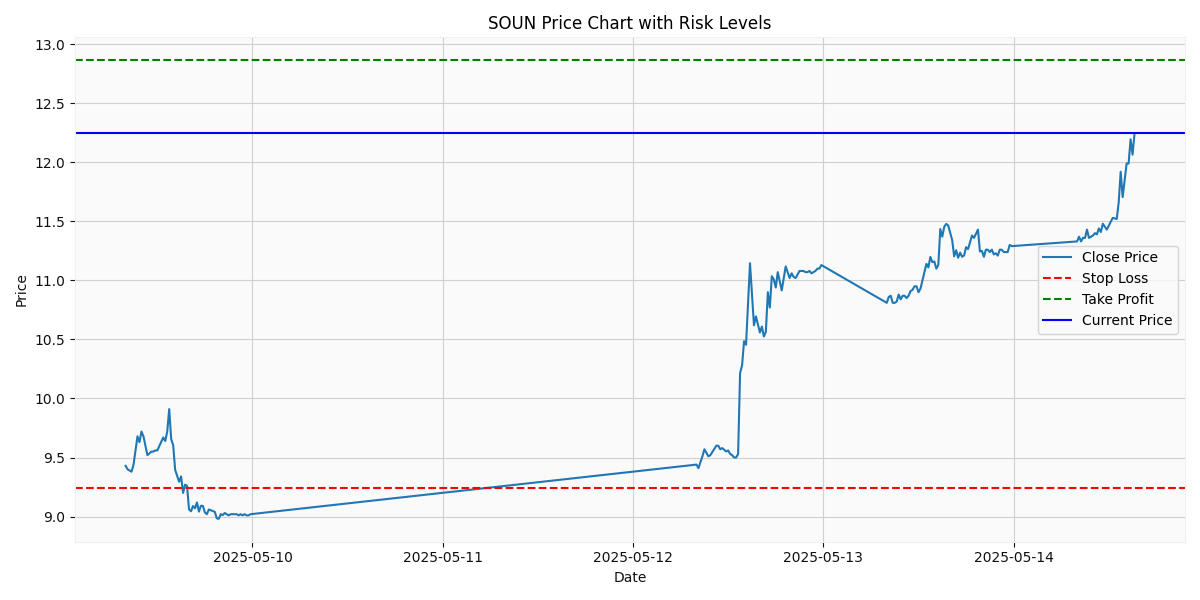 SOUN Price Chart with Risk Levels
Price
13.0
12.5
12.0
11.5
11.0
10.5
10.0
9.5
9.0
Close Price
Stop Loss
Take Profit
Current Price
2025-05-10
2025-05-11
2025-05-12
2025-05-13
2025-05-14
Date